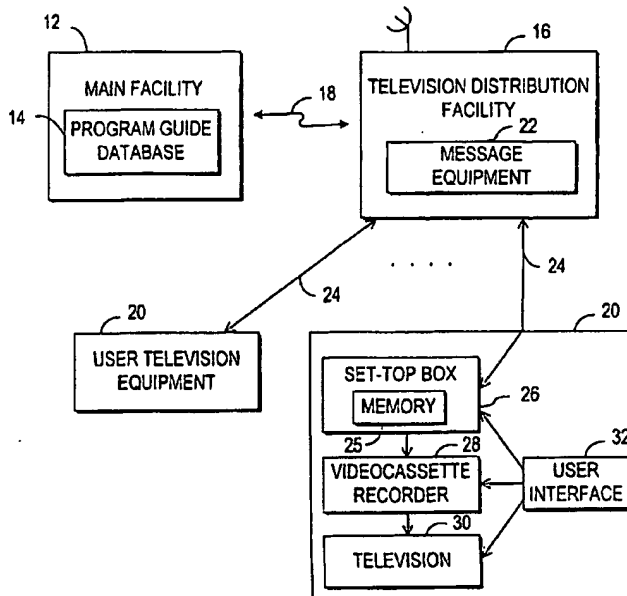 12
MAIN FACILITY
14
PROGRAM GUIDE
DATABASE
18
16
TELEVISION DISTRIBUTION
FACILITY
22
MESSAGE
EQUIPMENT
24
24
20
USER TELEVISION
EQUIPMENT
20
SET-TOP BOX
MEMORY
25
26
28
VIDEOCASSETTE
RECORDER
30
TELEVISION
32
USER
INTERFACE